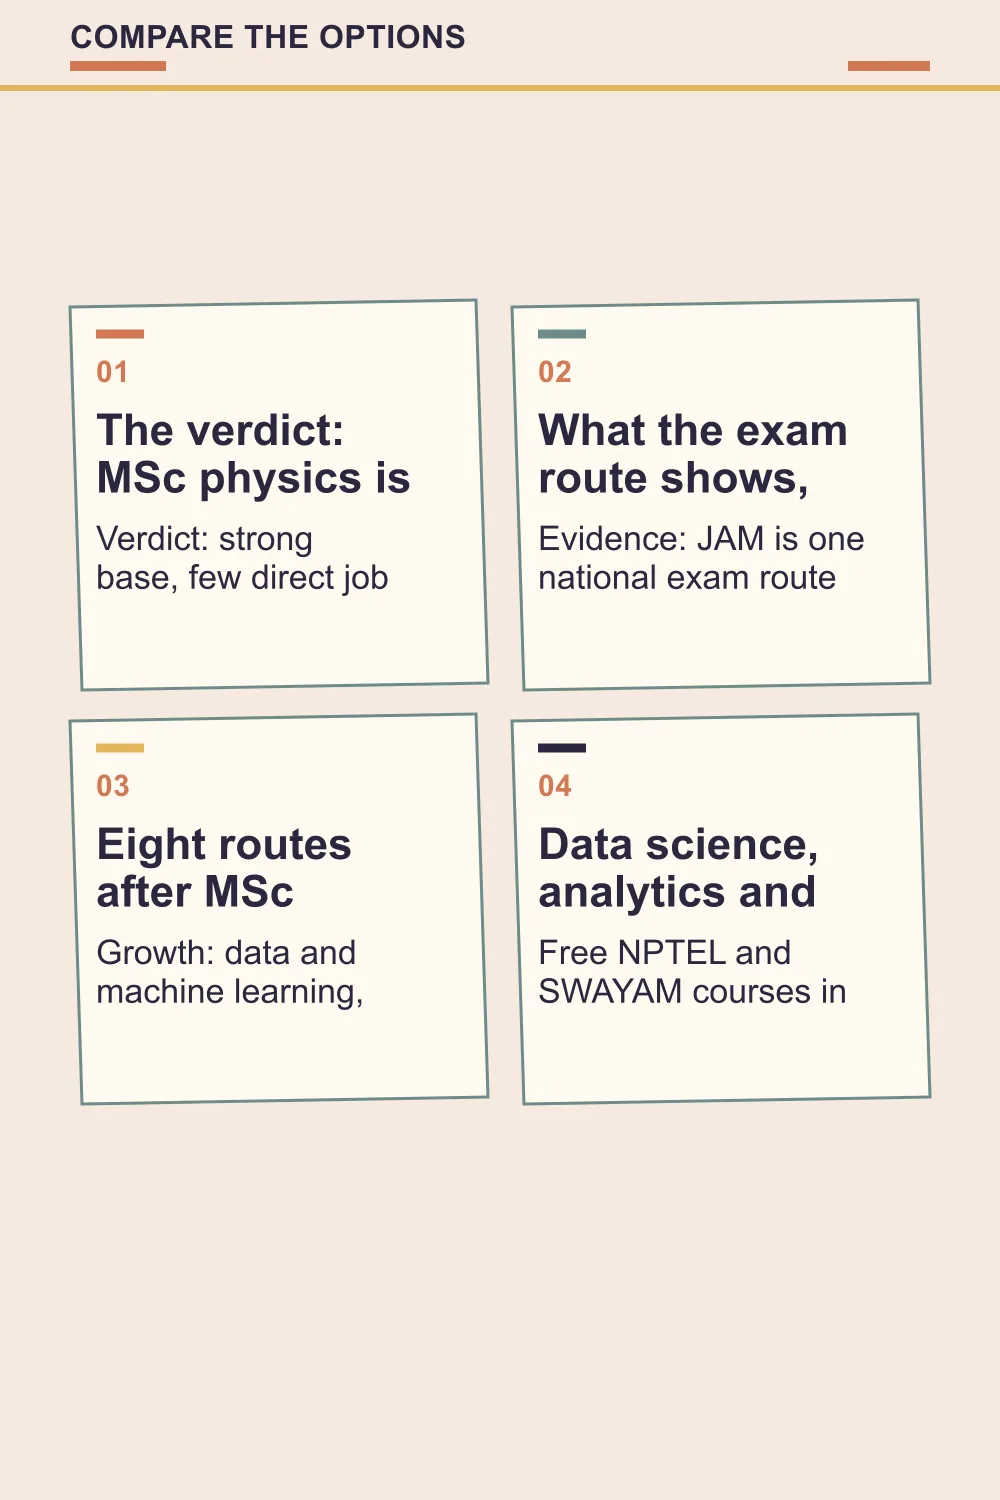 COMPARE THE OPTIONS
01
The verdict:
MSc physics is
Verdict: strong
base, few direct job
02
What the exam
route shows,
Evidence: JAM is one
national exam route
03
Eight routes
after MSc
Growth: data and
machine learning,
04
Data science,
analytics and
Free NPTEL and
SWAYAM courses in